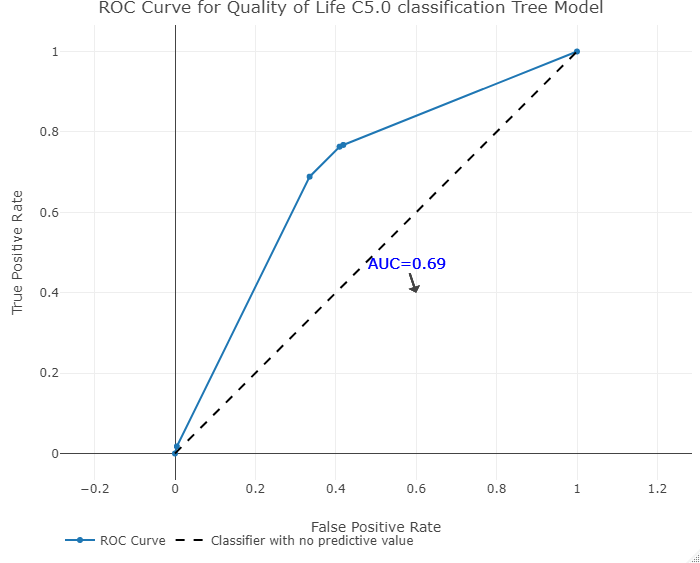 ROC Curve for Quality of Life C5.0 classification Tree Model
True Positive Rate
1
0.8
0.6
0.4
0.2
0
AUC=0.69
−0.2 0 0.2 0.4 0.6 0.8 1 1.2
False Positive Rate
ROC Curve Classifier with no predictive value